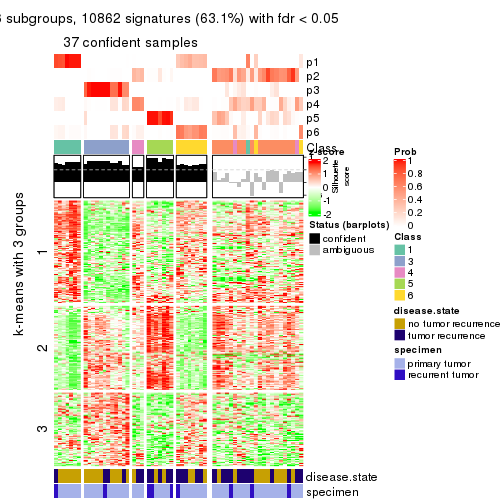 subgroups, 10862 signatures (63.1%) with fdr < 0.05
37 confident samples
p1
p2
p3
p4
p5
p6
Class
k-means with 3 groups
1
2
3
z-score
2
1
0
-1
-2
Silhouette
score
Status (barplots)
confident
ambiguous
Prob
1
0.8
0.6
0.4
0.2
0
Class
1
3
4
5
6
disease.state
no tumor recurrence
tumor recurrence
specimen
primary tumor
recurrent tumor
disease.state
specimen